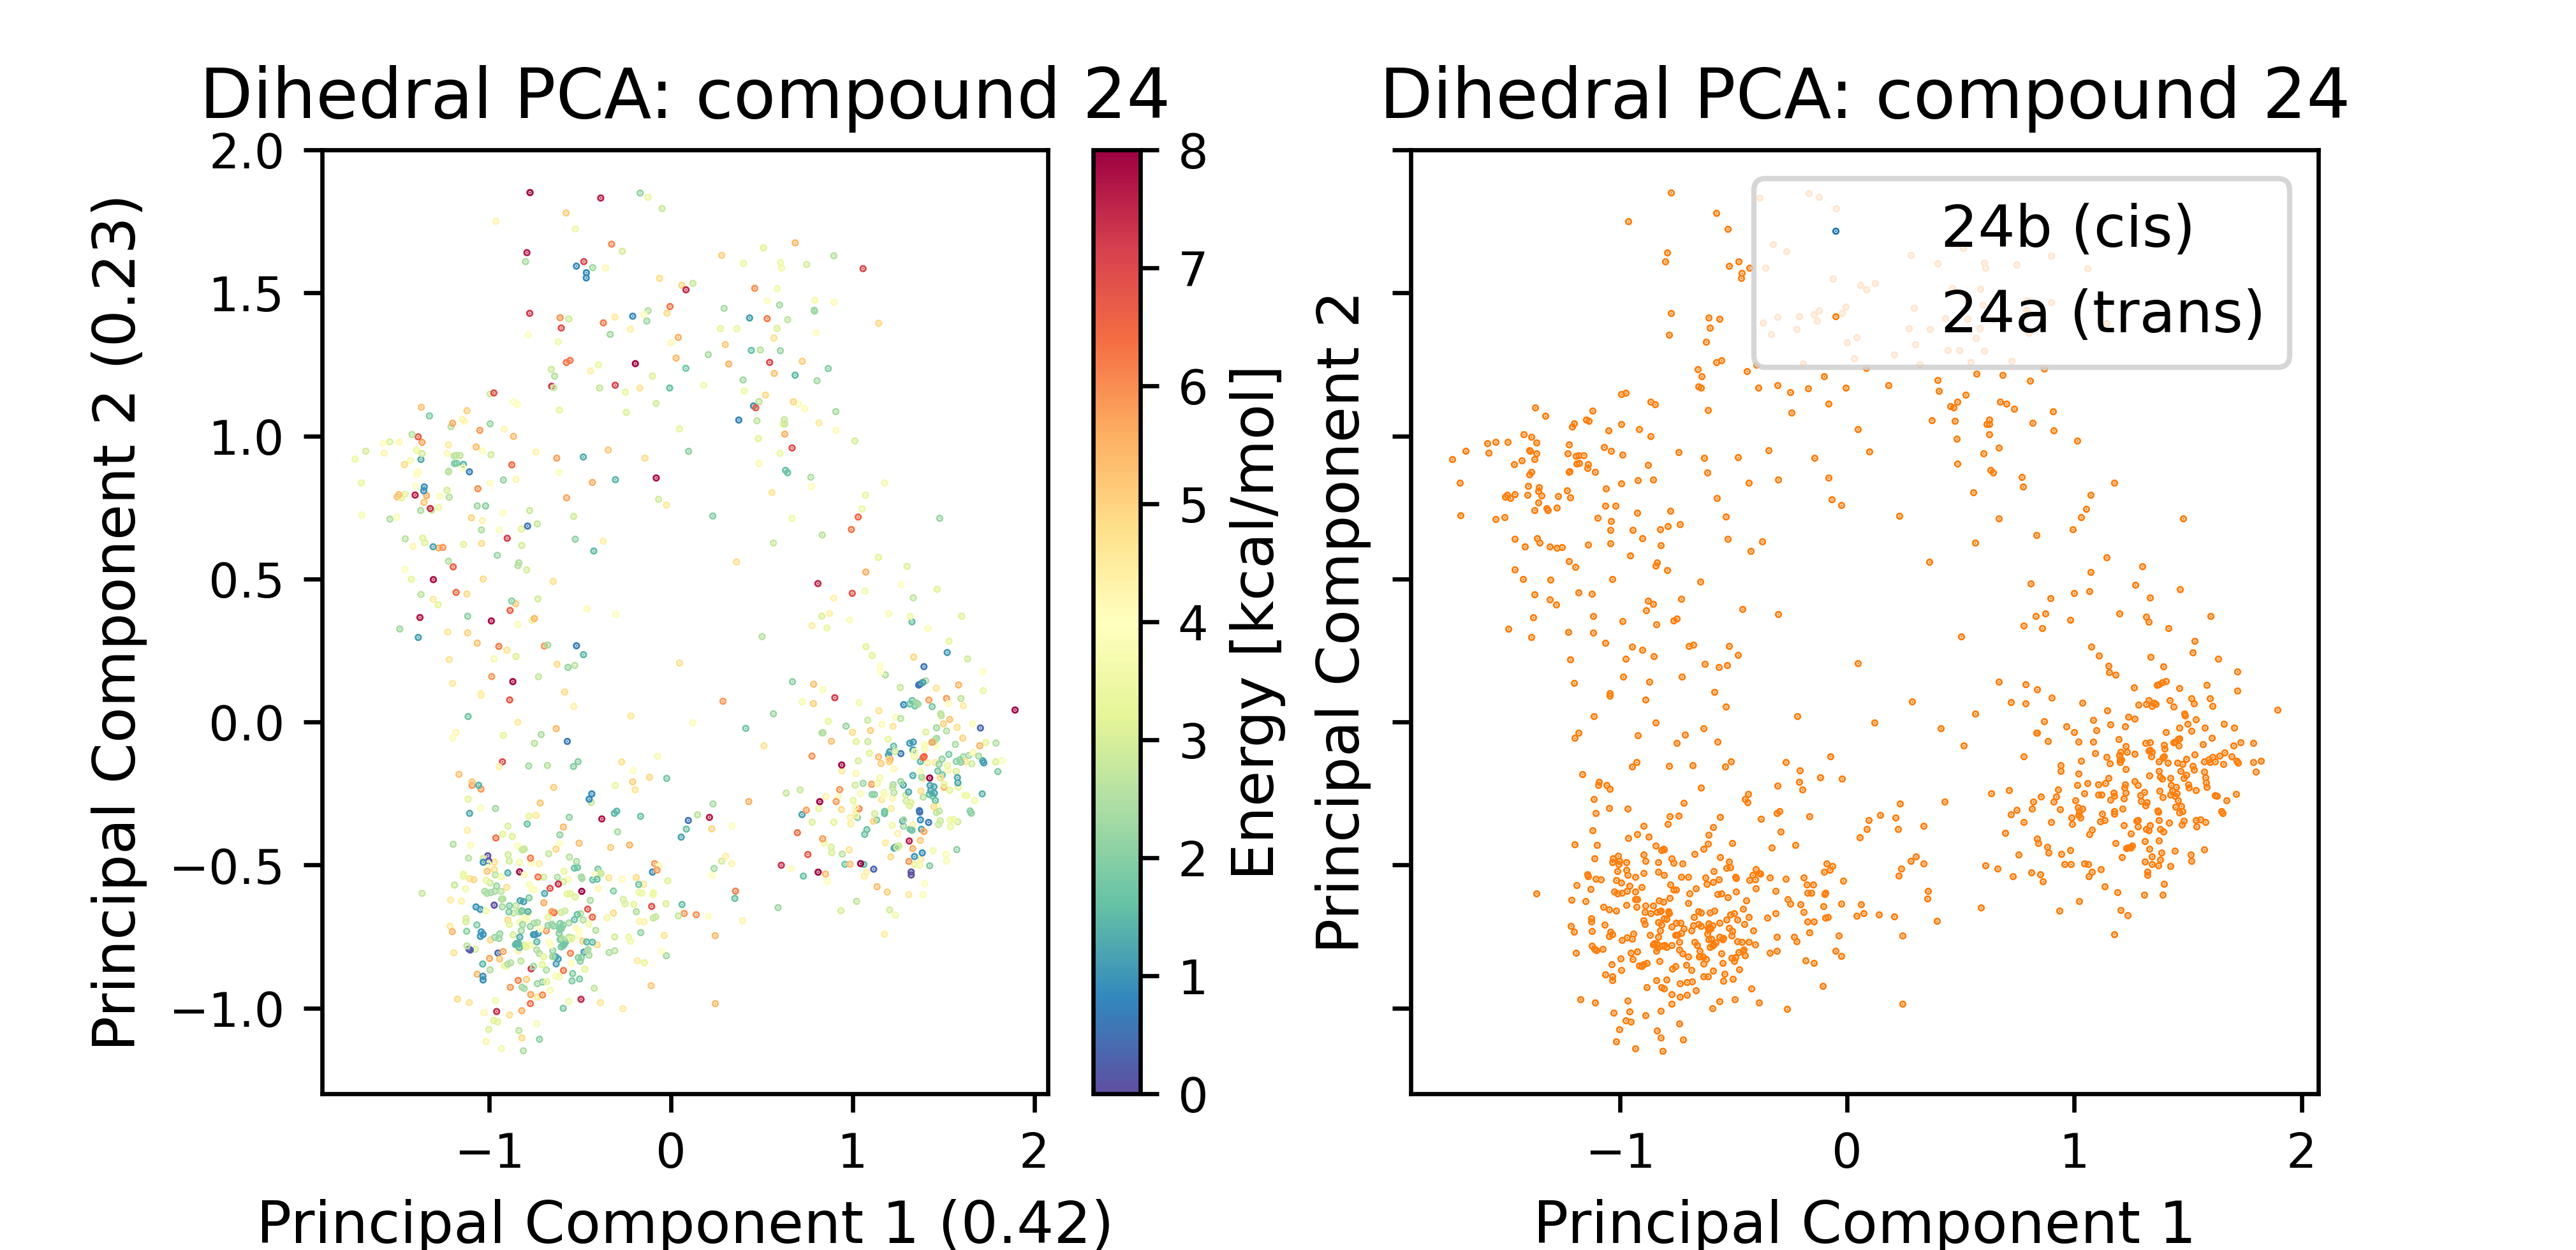 Dihedral PCA: compound 24
Principal Component 2 (0.23)
2.0
1.5
1.0
0.5
0.0
−0.5
−1.0
−1
0
1
2
Principal Component 1 (0.42)
8
7
6
5
4
3
2
1
0
Energy [kcal/mol]
Dihedral PCA: compound 24
Principal Component 2
24b (cis)
24a (trans)
−1
0
1
2
Principal Component 1